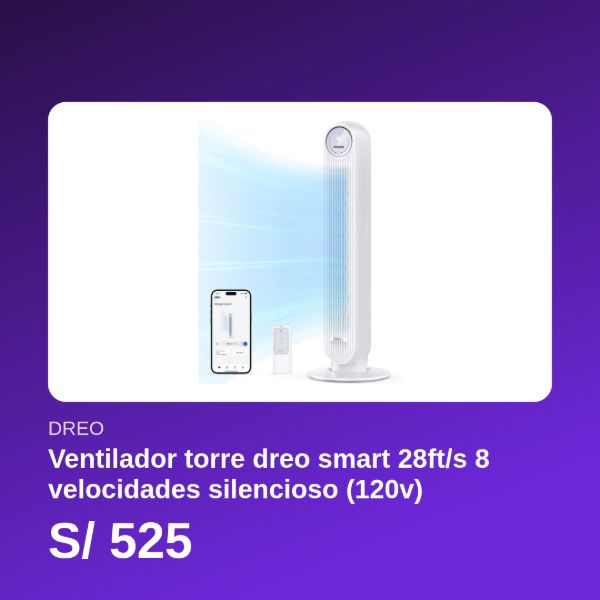 DREO
Ventilador torre dreo smart 28ft/s 8
velocidades silencioso (120v)
S/ 525